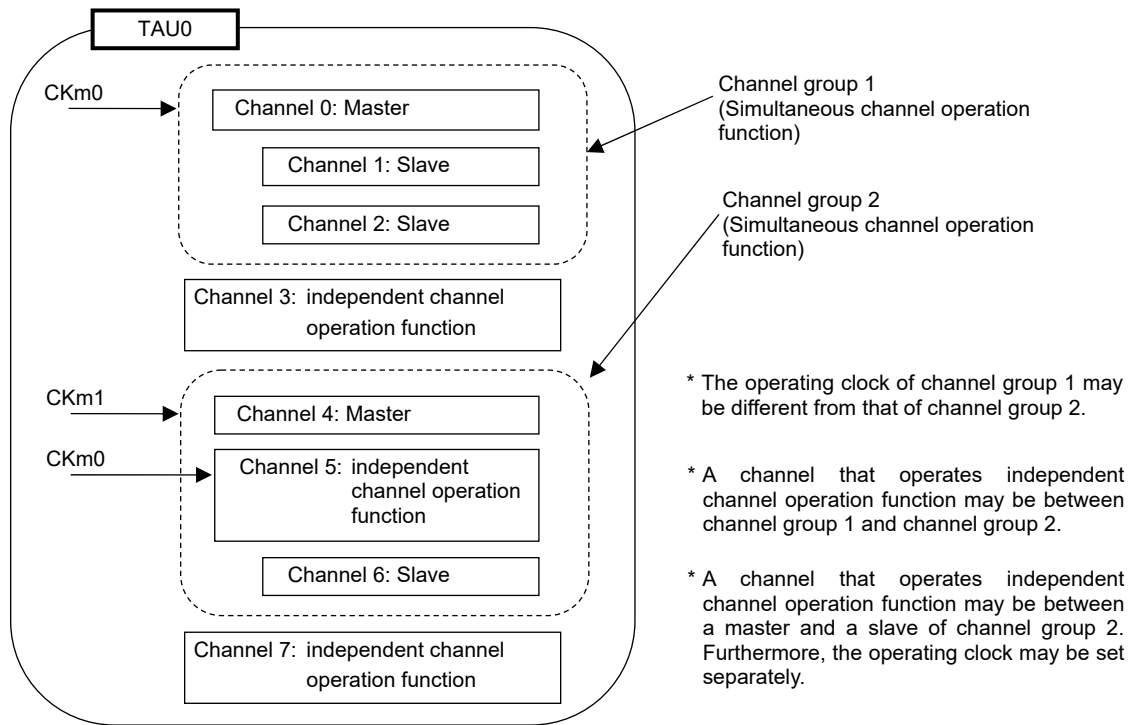 TAU0
CKm0
Channel 0: Master
Channel 1: Slave
Channel 2: Slave
Channel group 1
(Simultaneous channel operation
function)
Channel group 2
(Simultaneous channel operation
function)
Channel 3: independent channel
operation function
CKm1
Channel 4: Master
CKm0
Channel 5: independent
channel operation
function
Channel 6: Slave
Channel 7: independent channel
operation function
* The operating clock of channel group 1 may
be different from that of channel group 2.
* A channel that operates independent
channel operation function may be between
channel group 1 and channel group 2.
* A channel that operates independent
channel operation function may be between
a master and a slave of channel group 2.
Furthermore, the operating clock may be set
separately.